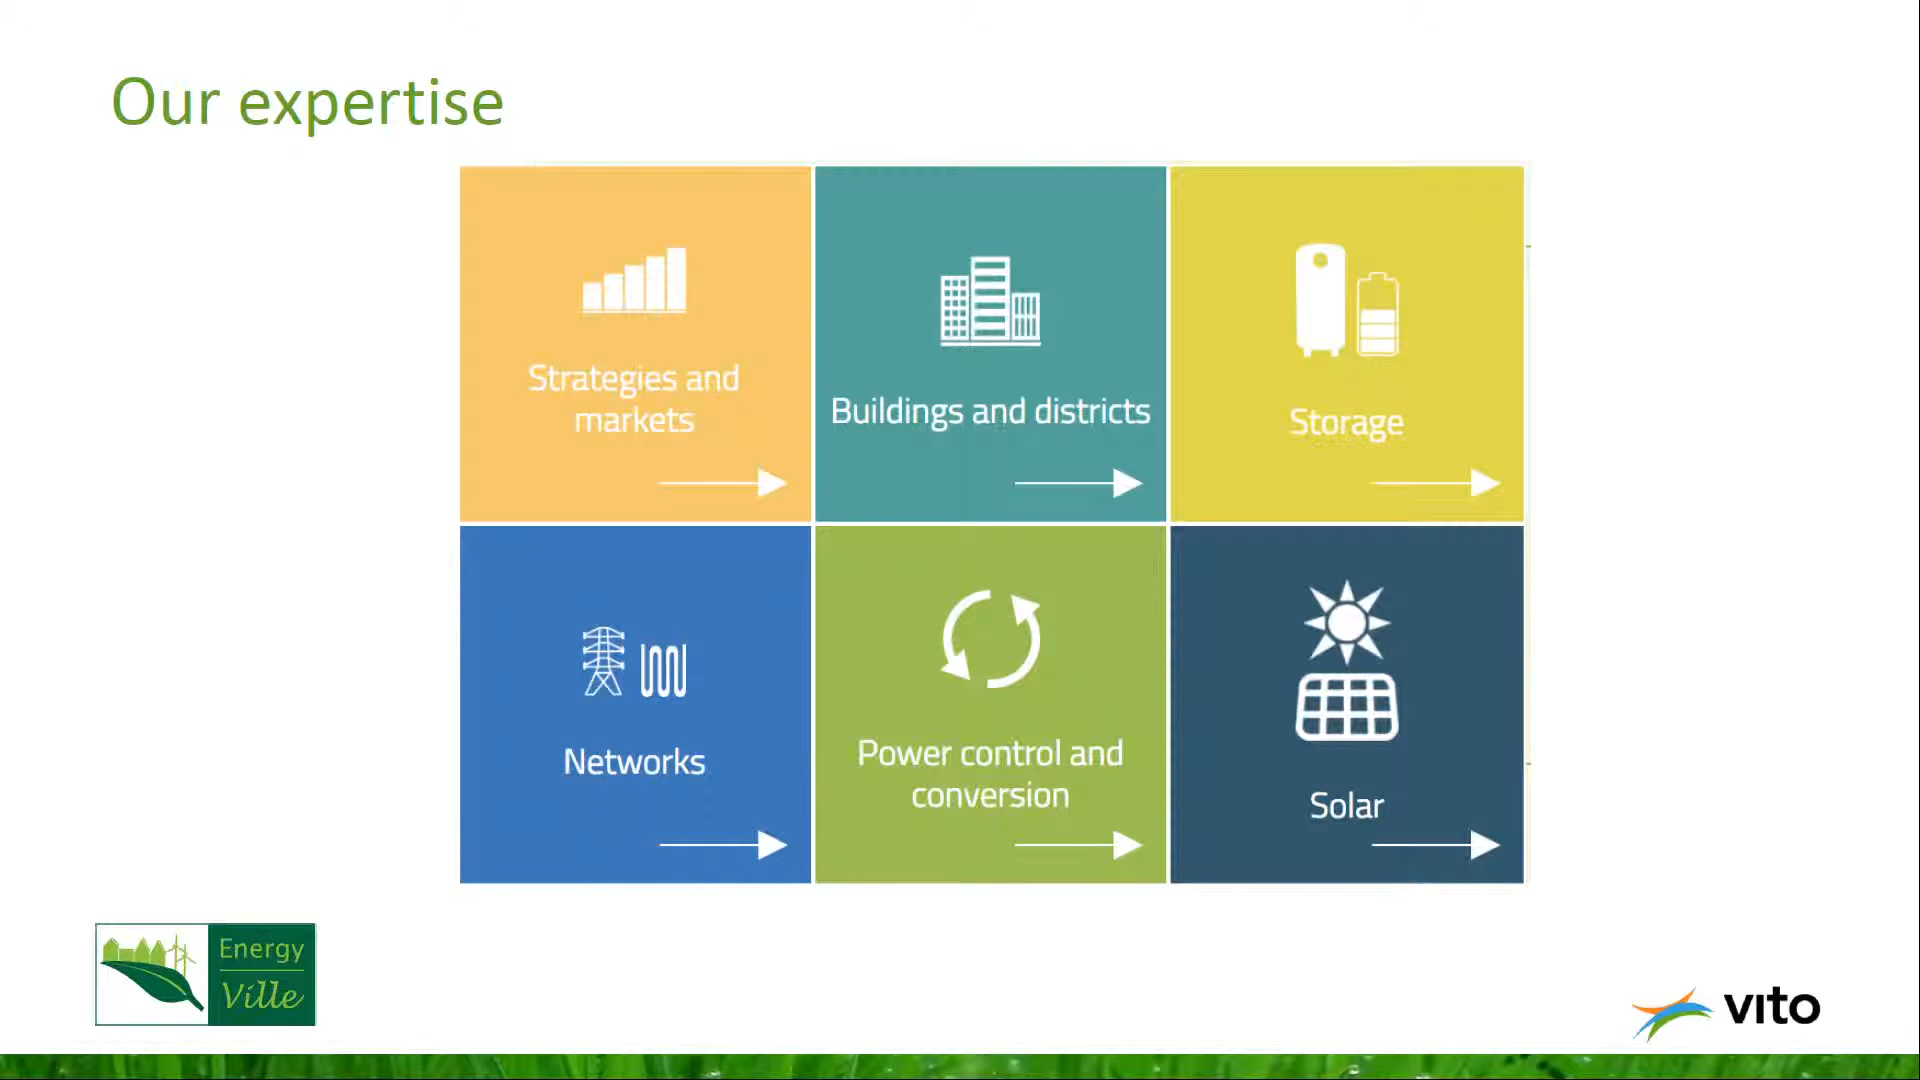 Our expertise
Strategies and
markets
Buildings and districts
Storage
Networks
Power control and
conversion
Solar
Energy
Ville
vito